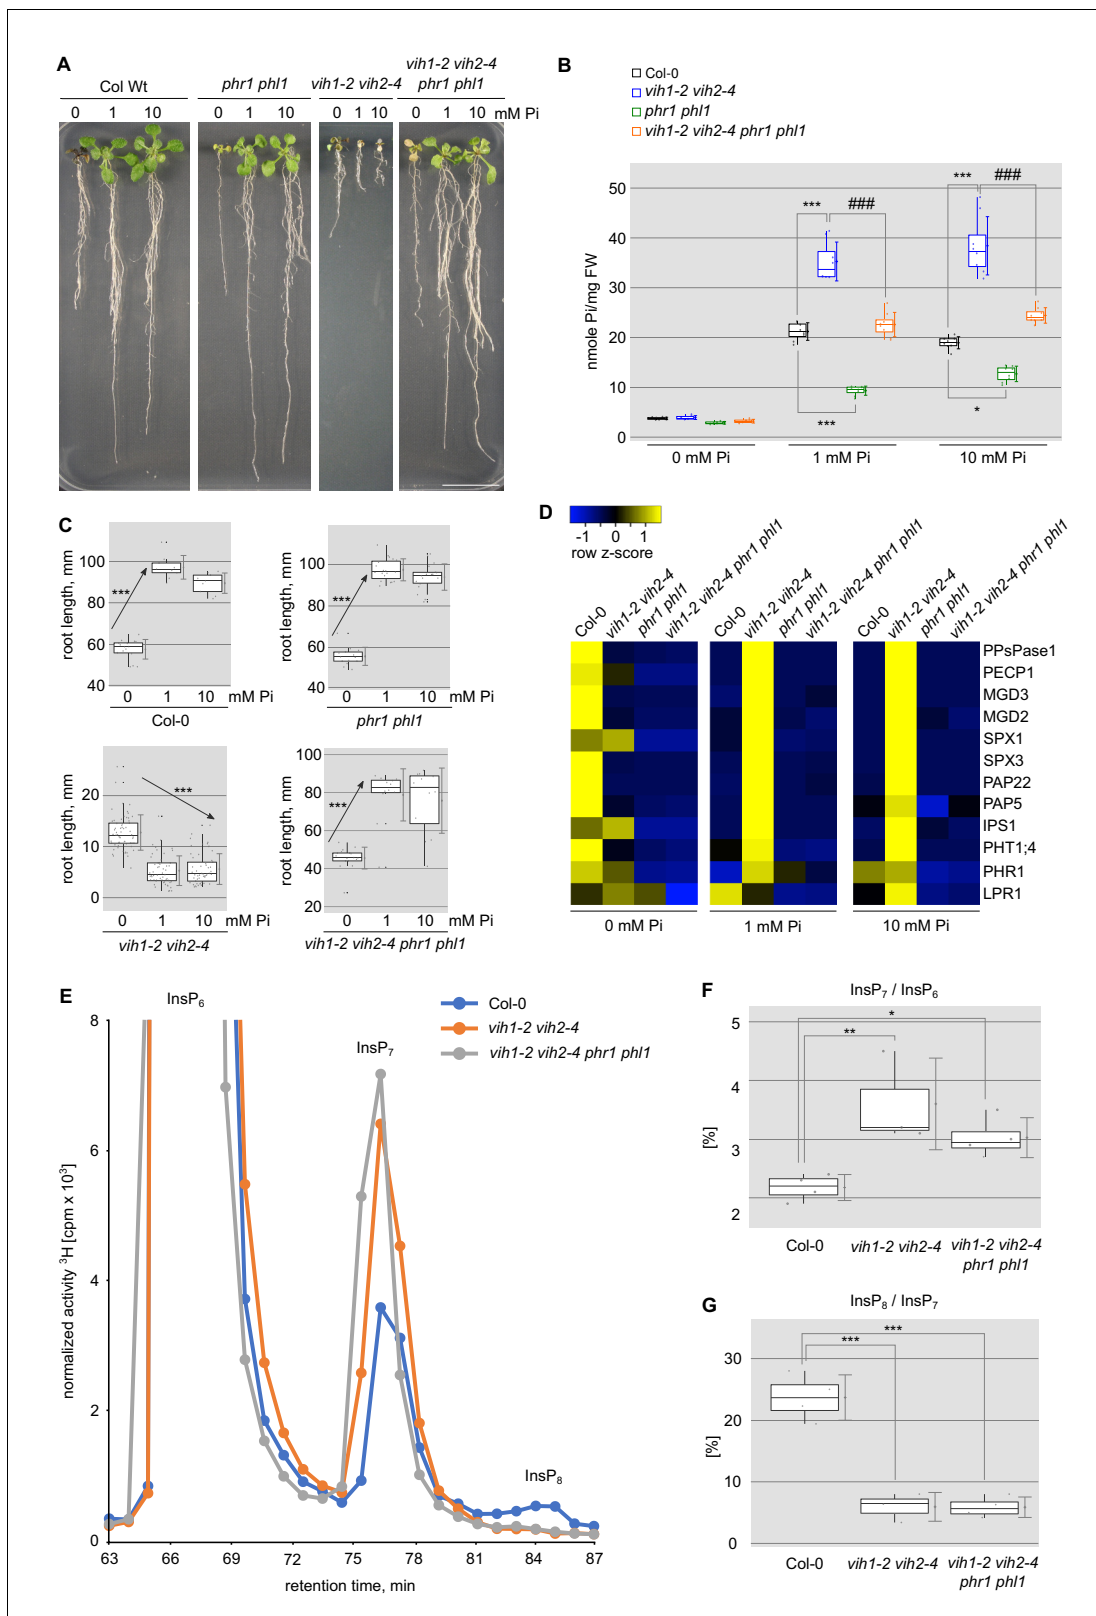 A
Col Wt
phr1 phl1
vih1-2 vih2-4
vih1-2 vih2-4
phr1 phl1
0 1 10
0 1 10
0 1 10
0 1 10
mM Pi
B
Col-0
vih1-2 vih2-4
phr1 phl1
vih1-2 vih2-4 phr1 phl1
nmole Pi/mg FW
50
40
30
20
10
0
***
###
***
***
###
*
0 mM Pi
1 mM Pi
10 mM Pi
C
root length, mm
100
80
60
40
***
0 1 10 mM Pi
Col-0
root length, mm
100
80
60
40
***
0 1 10 mM Pi
phr1 phl1
root length, mm
20
10
0
***
0 1 10 mM Pi
vih1-2 vih2-4
root length, mm
100
80
60
40
20
***
0 1 10 mM Pi
vih1-2 vih2-4 phr1 phl1
D
-1 0 1
row z-score
Col-0
vih1-2 vih2-4
phr1 phl1
vih1-2 vih2-4 phr1 phl1
Col-0
vih1-2 vih2-4
phr1 phl1
vih1-2 vih2-4 phr1 phl1
Col-0
vih1-2 vih2-4
phr1 phl1
vih1-2 vih2-4 phr1 phl1
PPsPase1
PECP1
MGD3
MGD2
SPX1
SPX3
PAP22
PAP5
IPS1
PHT1;4
PHR1
LPR1
0 mM Pi
1 mM Pi
10 mM Pi
E
InsP6
InsP7
InsP8
Col-0
vih1-2 vih2-4
vih1-2 vih2-4 phr1 phl1
normalized activity ³H [cpm x 10³]
8
6
4
2
0
63 66 69 72 75 78 81 84 87
retention time, min
F
InsP7 / InsP6
[%]
5
4
3
2
*
**
Col-0
vih1-2 vih2-4
vih1-2 vih2-4
phr1 phl1
G
InsP8 / InsP7
[%]
30
20
10
0
***
***
Col-0
vih1-2 vih2-4
vih1-2 vih2-4
phr1 phl1